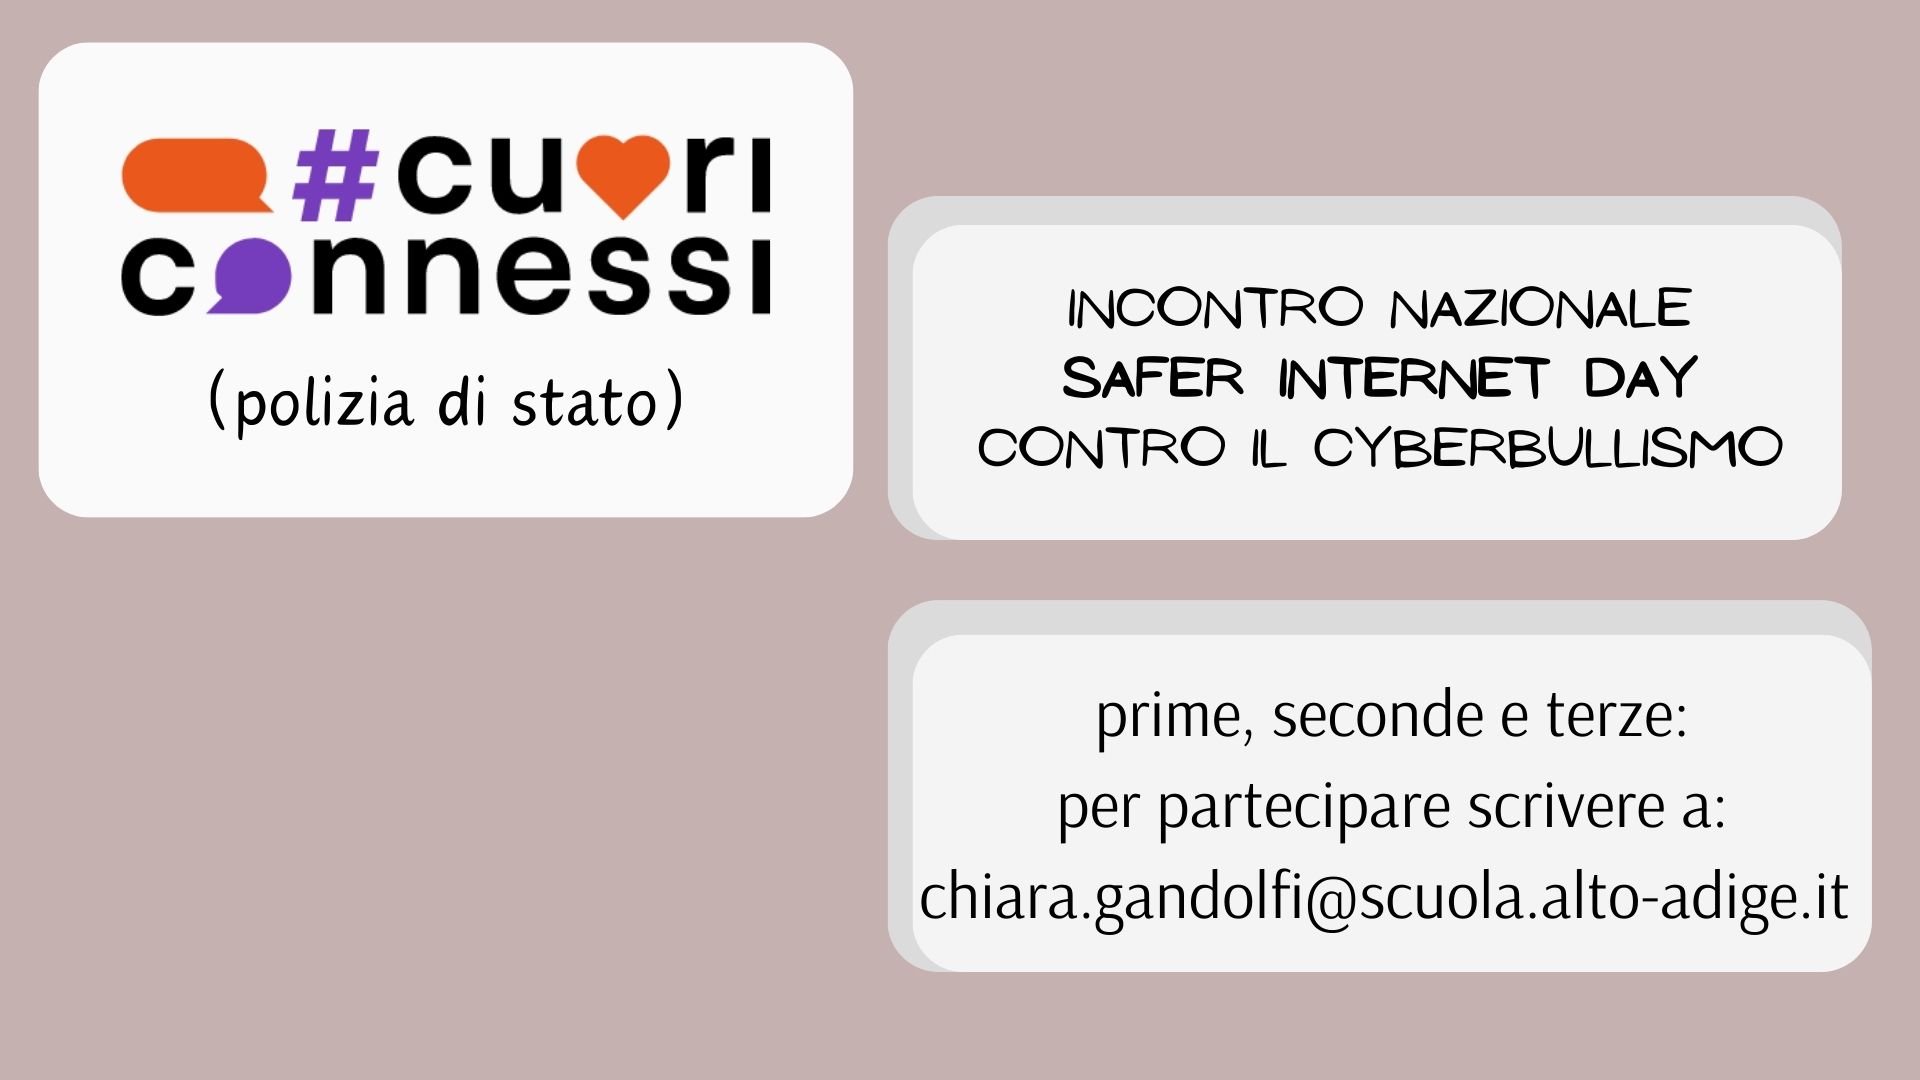 #cuori
connessi
(polizia di stato)
INCONTRO NAZIONALE
SAFER INTERNET DAY
CONTRO IL CYBERBULLISMO
prime, seconde e terze:
per partecipare scrivere a:
chiara.gandolfi@scuola.alto-adige.it